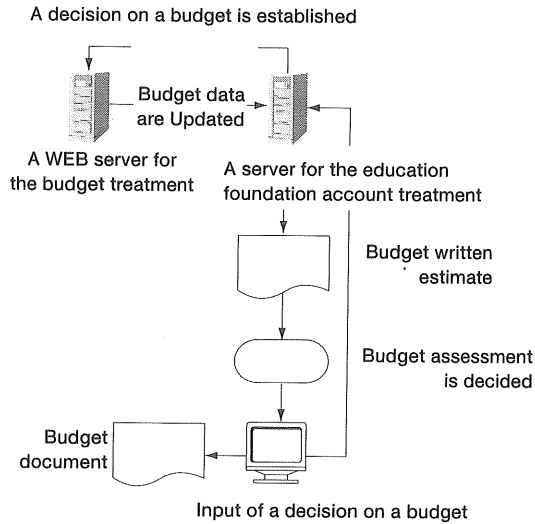 A decision on a budget is established
Budget data
are Updated
A WEB server for
the budget treatment
A server for the education
foundation account treatment
Budget written
estimate
Budget assessment
is decided
Budget
document
Input of a decision on a budget